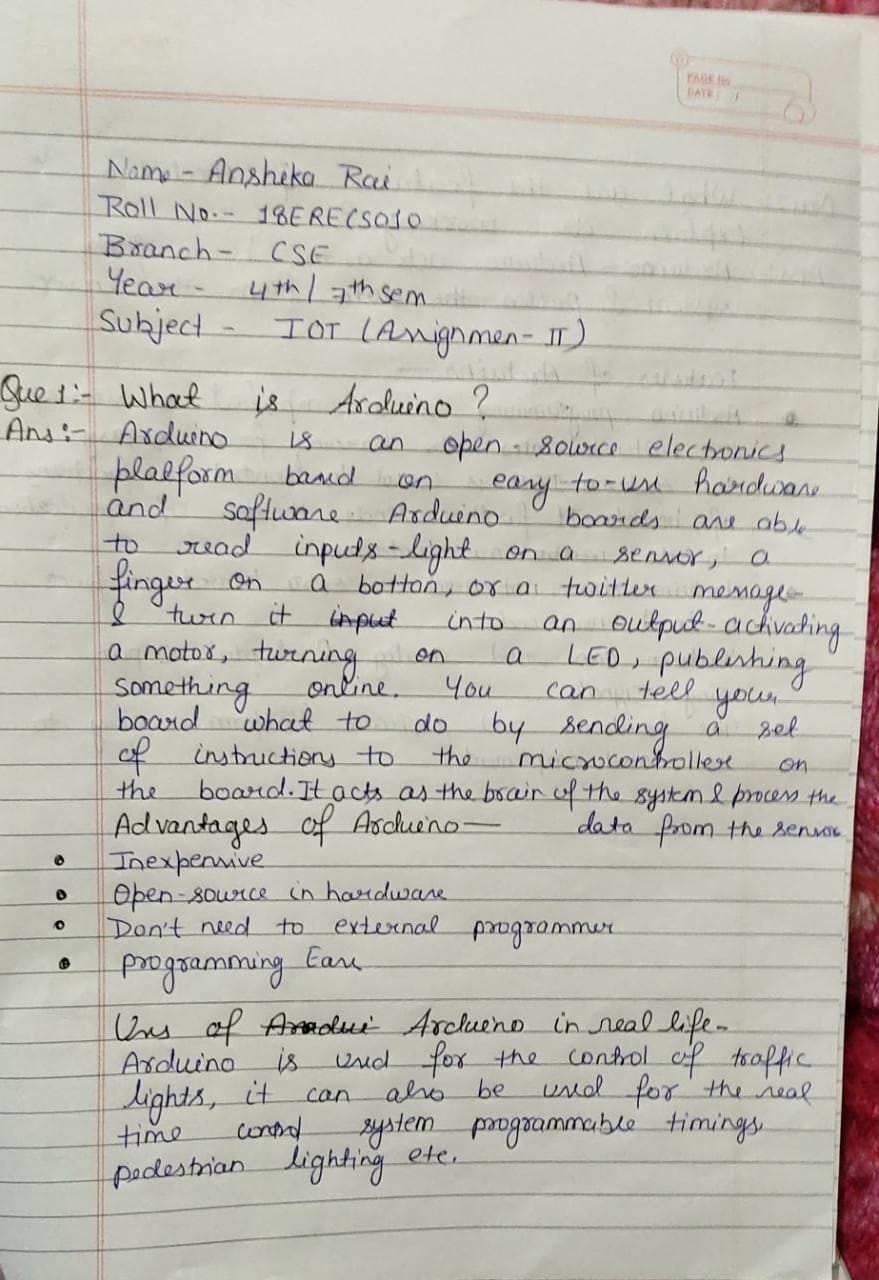 PAGE No
DATE: /
Name - Anshika Rai
Roll No.- 18ERECS010
Branch - CSE
Year - 4th / 7th sem
Subject - IOT (Assignmen - II)
Que 1:- What is Arduino ?
Ans :- Arduino is an open-source electronics
platform based on easy to-use hardware
and software. Arduino boards are able
to read inputs - light on a sensor, a
finger on a botton, or a twitter message
& turn it input into an output - activating
a motor, turning on a LED, publishing
something online. You can tell your
board what to do by sending a set
of instructions to the microcontroller on
the board. It acts as the brain of the system & process the
data from the sensor
Advantages of Arduino —
• Inexpensive
• Open-source in hardware
• Don't need to external programmer
• programming Ease
Uses of Aradui Arduino in real life -
Arduino is used for the control of traffic
lights, it can also be used for the real
time control system programmable timings,
pedestrian lighting etc.